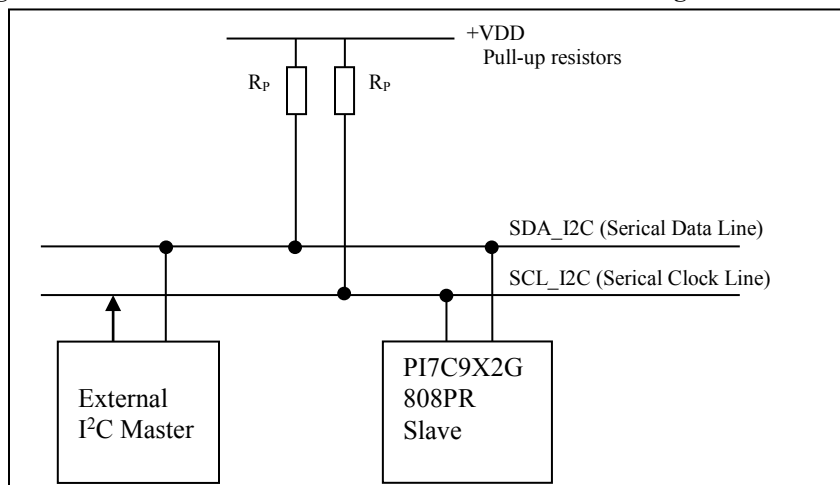 +VDD
Pull-up resistors
R_P R_P
SDA_I2C (Serical Data Line)
SCL_I2C (Serical Clock Line)
External
I²C Master
PI7C9X2G
808PR
Slave